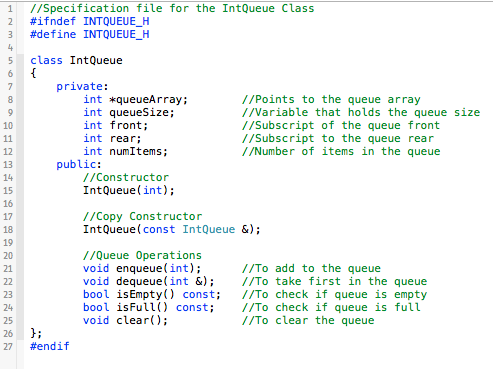 1 //Specification file for the IntQueue Class
2 #ifndef INTQUEUE_H
3 #define INTQUEUE_H
4
5 class IntQueue
6 {
7     private:
8         int *queueArray;        //Points to the queue array
9         int queueSize;          //Variable that holds the queue size
10         int front;              //Subscript of the queue front
11         int rear;               //Subscript to the queue rear
12         int numItems;           //Number of items in the queue
13     public:
14         //Constructor
15         IntQueue(int);
16
17         //Copy Constructor
18         IntQueue(const IntQueue &);
19
20         //Queue Operations
21         void enqueue(int);      //To add to the queue
22         void dequeue(int &);    //To take first in the queue
23         bool isEmpty() const;   //To check if queue is empty
24         bool isFull() const;    //To check if queue is full
25         void clear();           //To clear the queue
26 };
27 #endif